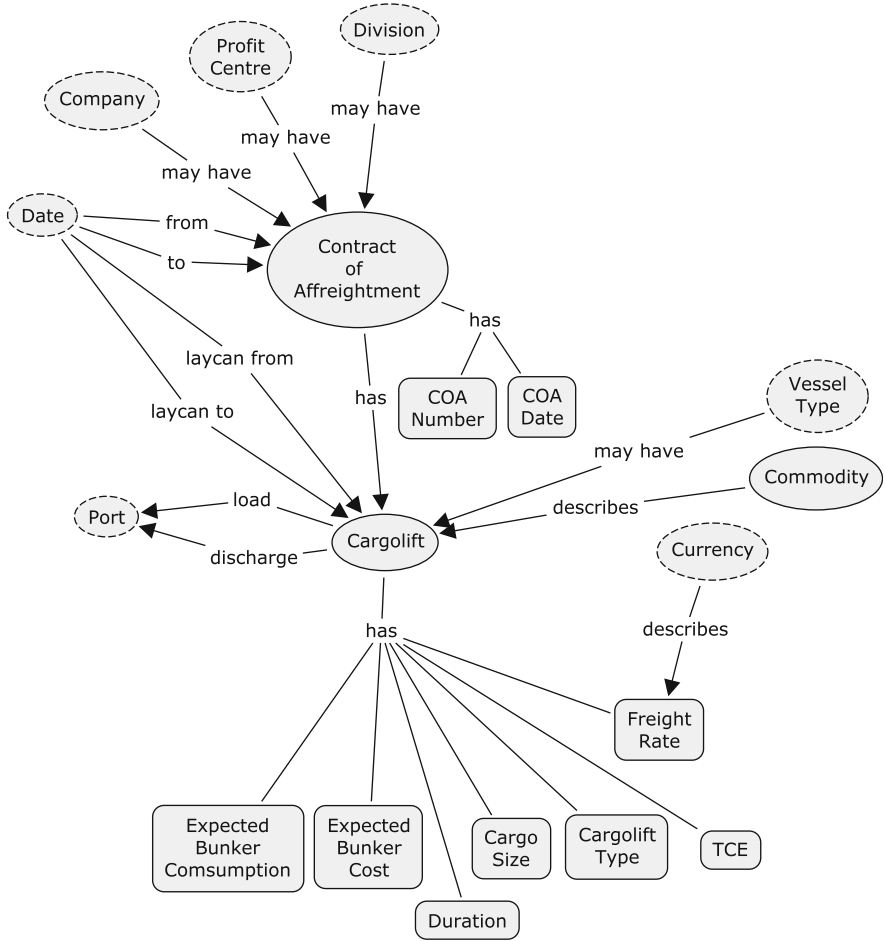 Division
Profit
Centre
Company
may have
may have
may have
Date
from
to
Contract
of
Affreightment
has
laycan from
laycan to
has
COA
Number
COA
Date
Vessel
Type
may have
Commodity
describes
load
Port
discharge
Cargolift
Currency
describes
has
Freight
Rate
Expected
Bunker
Comsumption
Expected
Bunker
Cost
Cargo
Size
Cargolift
Type
TCE
Duration